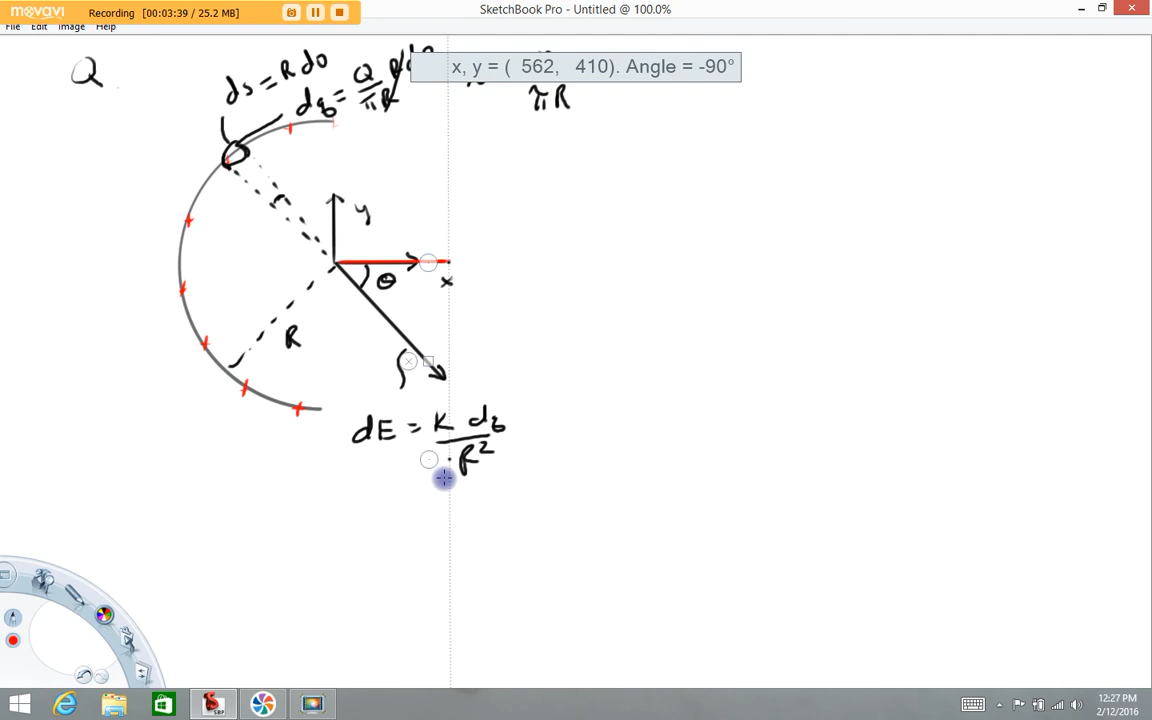 movavi
Recording (00:03:39 / 25.2 MB)
SketchBook Pro - Untitled @ 100.0%
File Edit Image Help
x, y = ( 562, 410). Angle = -90°
Q
ds = R dθ
dq = Q
πR
πR
y
θ
x
R
dE = K dq
R²
12:27 PM
2/12/2016